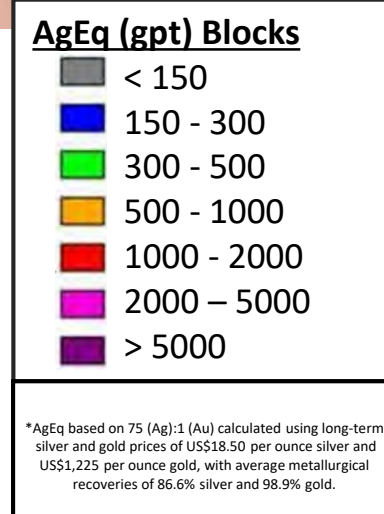 AgEq (gpt) Blocks
< 150
150 - 300
300 - 500
500 - 1000
1000 - 2000
2000 – 5000
> 5000
*AgEq based on 75 (Ag):1 (Au) calculated using long-term
silver and gold prices of US$18.50 per ounce silver and
US$1,225 per ounce gold, with average metallurgical
recoveries of 86.6% silver and 98.9% gold.